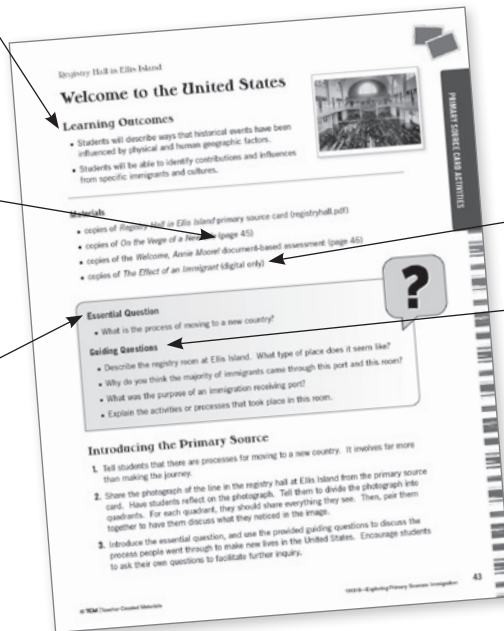 Registry Hall in Ellis Island
Welcome to the United States
Learning Outcomes
• Students will describe ways that historical events have been
influenced by physical and human geographic factors.
• Students will be able to identify contributions and influences
from specific immigrants and cultures.
PRIMARY SOURCE CARD ACTIVITIES
Materials
• copies of Registry Hall in Ellis Island primary source card (registryhall.pdf)
• copies of On the Verge of a New (page 45)
• copies of the Welcome, Annie Moore! document-based assessment (page 46)
• copies of The Effect of an Immigrant (digital only)
?
Essential Question
• What is the process of moving to a new country?
Guiding Questions
• Describe the registry room at Ellis Island. What type of place does it seem like?
• Why do you think the majority of immigrants came through this port and this room?
• What was the purpose of an immigration receiving port?
• Explain the activities or processes that took place in this room.
Introducing the Primary Source
1. Tell students that there are processes for moving to a new country. It involves far more
than making the journey.
2. Share the photograph of the line in the registry hall at Ellis Island from the primary source
card. Have students reflect on the photograph. Tell them to divide the photograph into
quadrants. For each quadrant, they should share everything they see. Then, pair them
together to have them discuss what they noticed in the image.
3. Introduce the essential question, and use the provided guiding questions to discuss the
process people went through to make new lives in the United States. Encourage students
to ask their own questions to facilitate further inquiry.
© TCM | Teacher Created Materials
—Exploring Primary Sources: Immigration 43